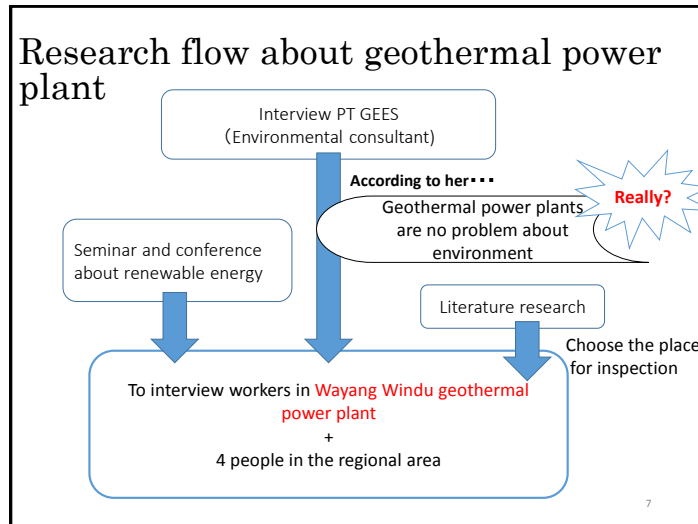 Research flow about geothermal power
plant
Interview PT GEES
（Environmental consultant)
According to her･･･
Really?
Geothermal power plants
are no problem about
environment
Seminar and conference
about renewable energy
Literature research
Choose the place
for inspection
To interview workers in Wayang Windu geothermal
power plant
+
4 people in the regional area
7